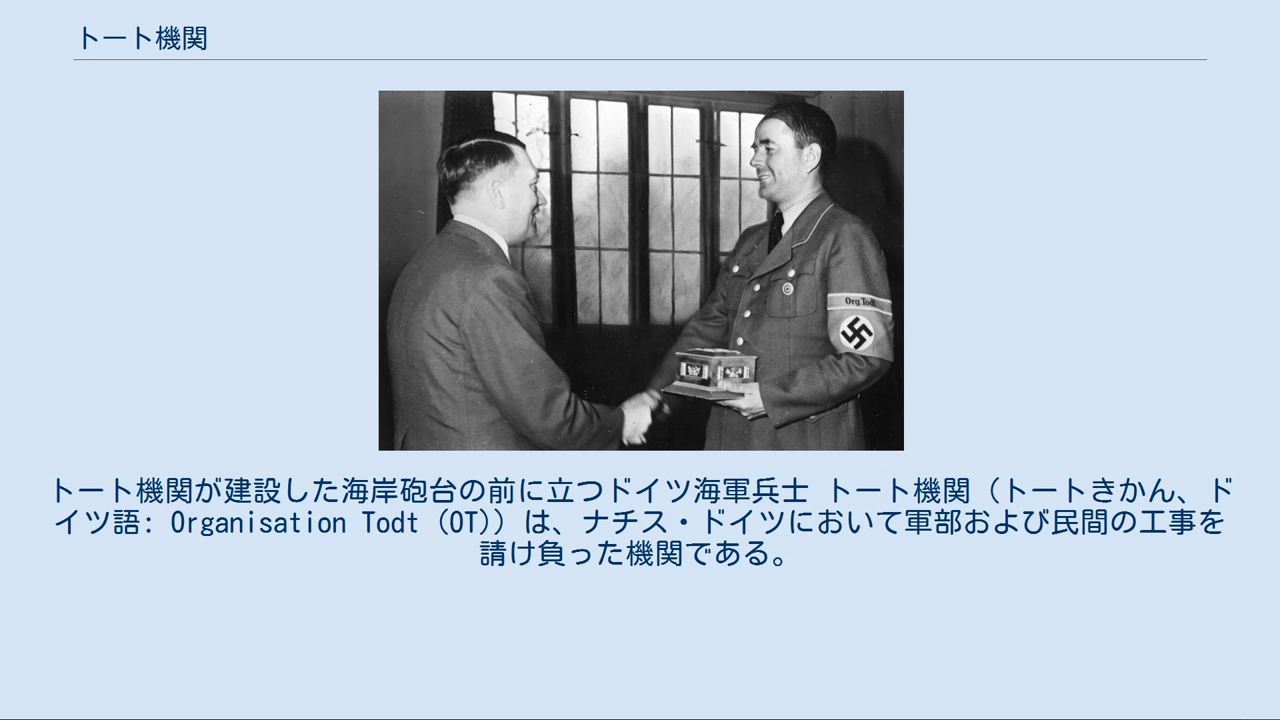 トート機関
Org.Todt
トート機関が建設した海岸砲台の前に立つドイツ海軍兵士 トート機関（トートきかん、ド
イツ語: Organisation Todt (OT)）は、ナチス・ドイツにおいて軍部および民間の工事を
請け負った機関である。